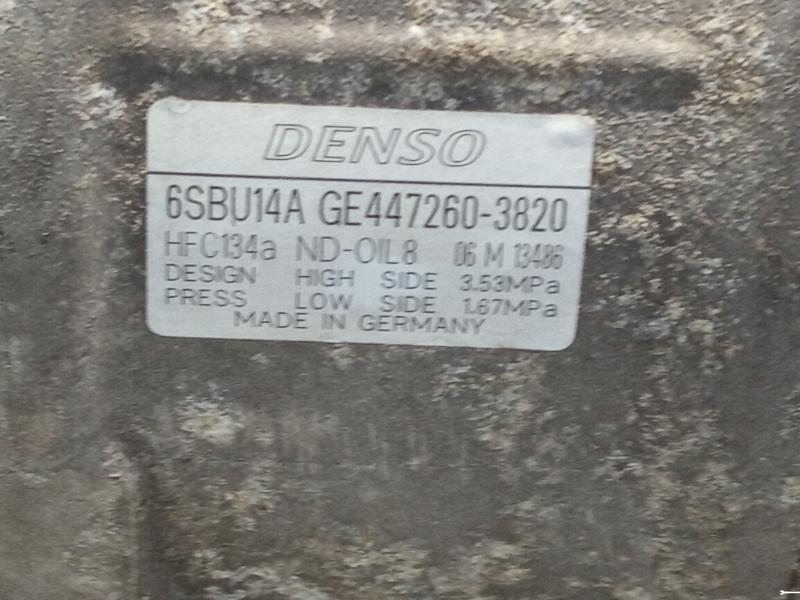 DENSO
6SBU14A GE447260-3820
HFC134a ND-OIL8 06 M 13486
DESIGN HIGH SIDE 3.53MPa
PRESS LOW SIDE 1.67MPa
MADE IN GERMANY